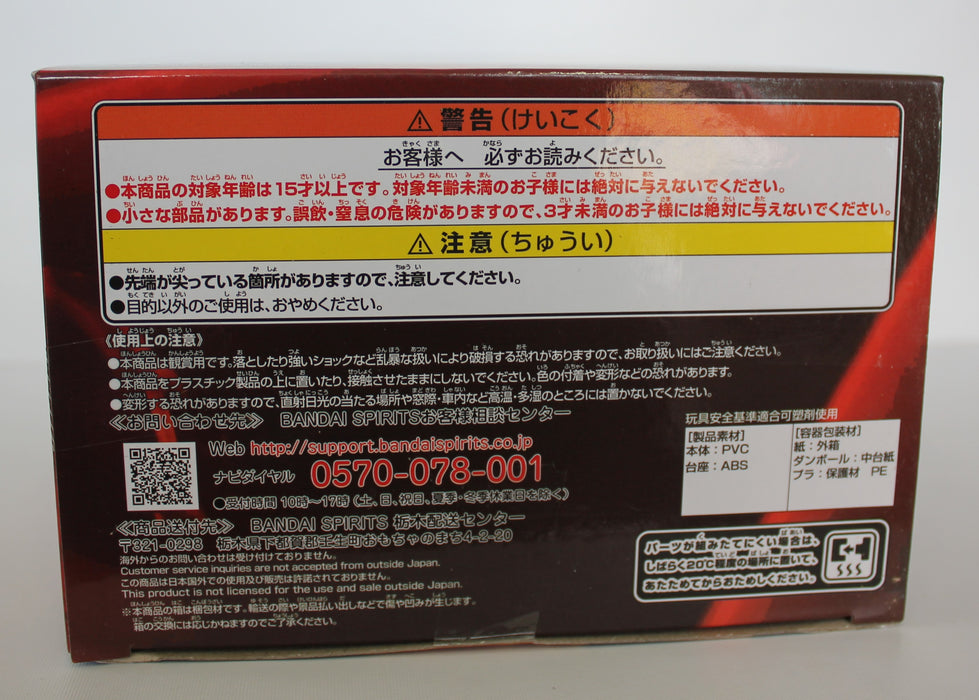 ⚠警告(けいこく)
お客様へ 必ずお読みください。
●本商品の対象年齢は15才以上です。対象年齢未満のお子様には絶対に与えないでください。
●小さな部品があります。誤飲・窒息の危険がありますので、3才未満のお子様には絶対に与えないでください。
⚠注意(ちゅうい)
●先端が尖っている箇所がありますので、注意してください。
●目的以外のご使用は、おやめください。
《使用上の注意》
●本商品は観賞用です。落としたり強いショックなど乱暴な扱いにより破損する恐れがありますので、お取り扱いにはご注意ください。
●本商品をプラスチック製品の上に置いたり、接触させたままにしないでください。色の付着や変形などの恐れがあります。
●変形する恐れがありますので、直射日光の当たる場所や窓際・車内など高温・多湿のところには置かないでください。
≪お問い合わせ先≫ BANDAI SPIRITSお客様相談センター
Web http://support.bandaispirits.co.jp
ナビダイヤル 0570-078-001
●受付時間 10時〜17時(土、日、祝日、夏季・冬季休業日を除く)
≪商品送付先≫ BANDAI SPIRITS 栃木配送センター
〒321-0298 栃木県下都賀郡壬生町おもちゃのまち4-2-20
海外からのお問い合わせは受け付けておりません。
Customer service inquiries are not accepted from outside Japan.
この商品は日本国外での使用及び販売は許諾されておりません。
This product is not licensed for the use and sale outside Japan.
※本商品の箱は梱包材です。輸送の際や景品払い出しなどで傷や凹みが生じます。
箱の交換には応じかねますのでご了承ください。
玩具安全基準適合可塑剤使用
[製品素材]
本体：PVC
台座：ABS
[容器包装材]
紙：外箱
ダンボール：中台紙
プラ：保護材 PE
パーツが組みたてにくい場合は、
しばらく20℃程度の場所に置いて、
あたためてからおためしください。